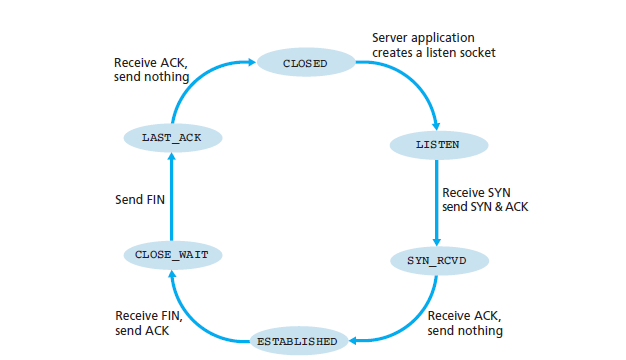 Server application
creates a listen socket
Receive ACK,
send nothing
CLOSED
LAST_ACK
LISTEN
Send FIN
Receive SYN
send SYN & ACK
CLOSE_WAIT
SYN_RCVD
Receive FIN,
send ACK
Receive ACK,
send nothing
ESTABLISHED